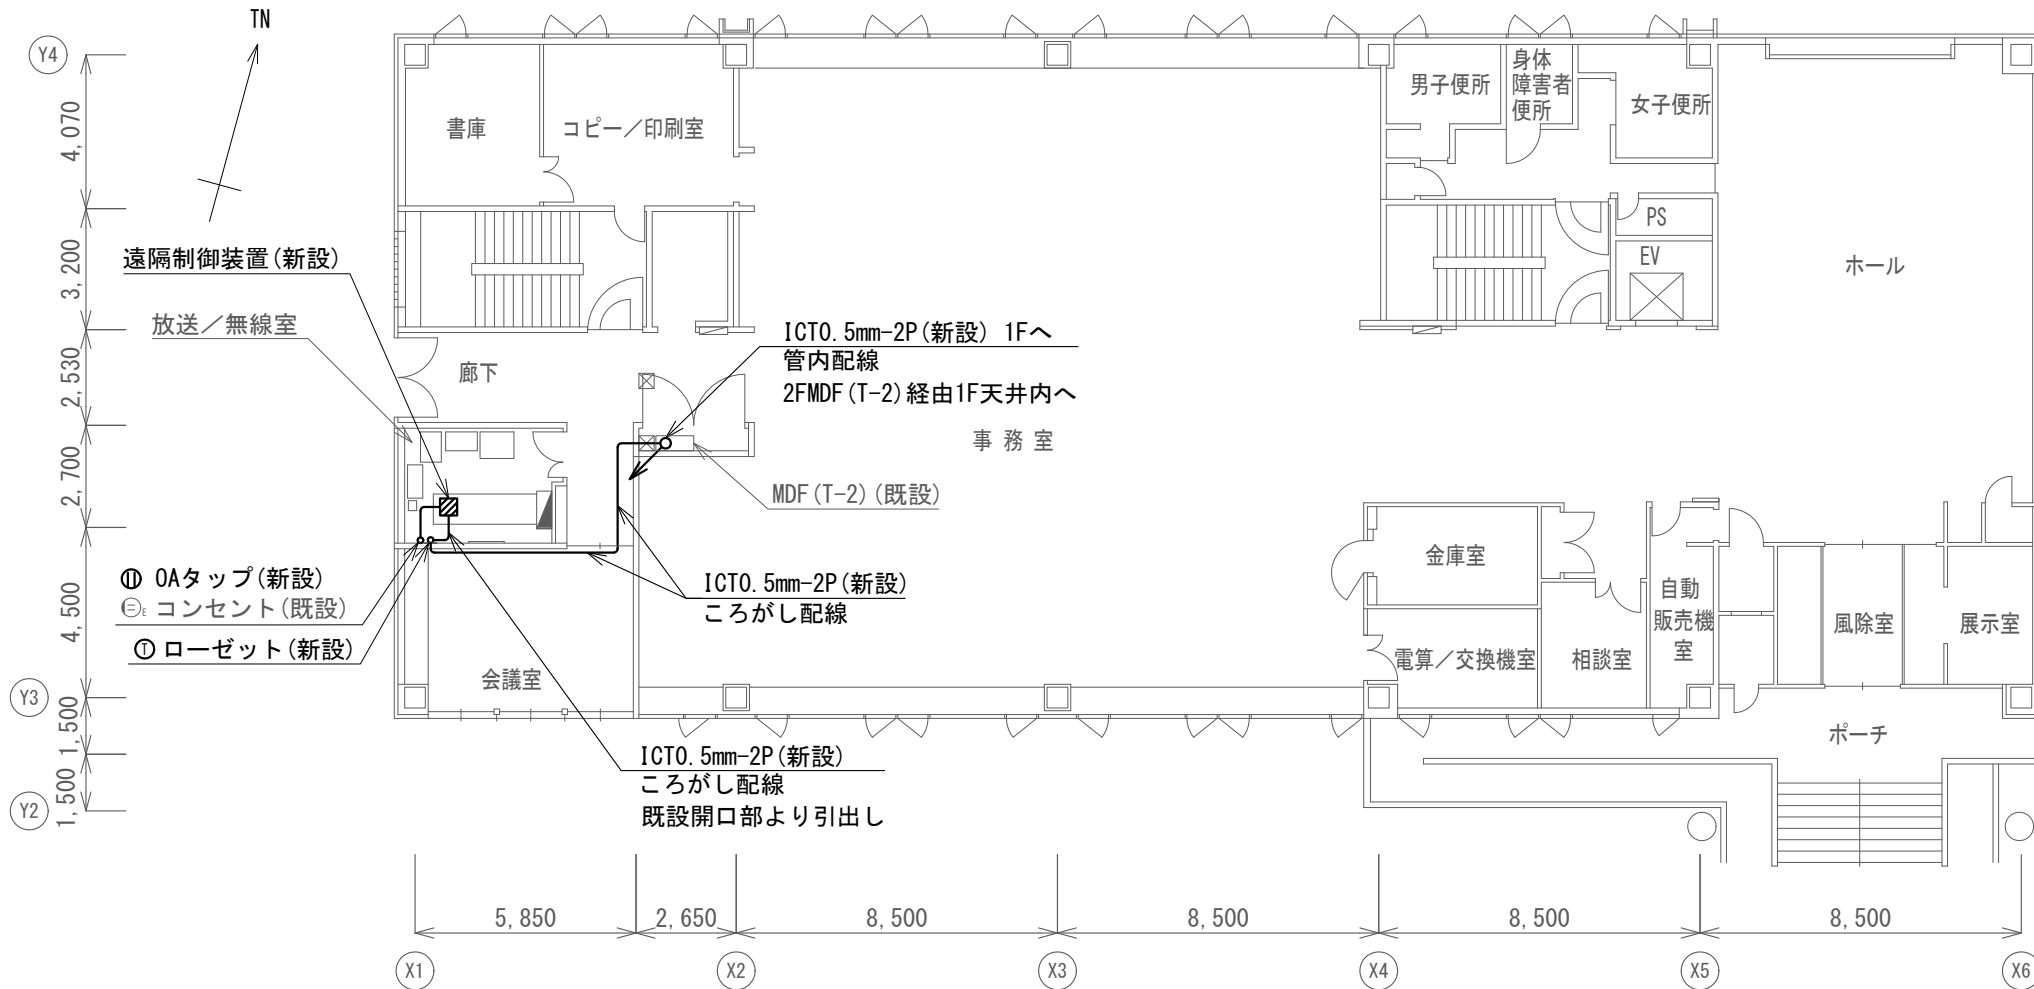 TN
Y4
4,070
3,200
2,530
2,700
4,500
Y3
1,500
1,500
Y2
書庫
コピー/印刷室
男子便所
身体
障害者
便所
女子便所
PS
EV
ホール
遠隔制御装置(新設)
放送/無線室
廊下
ICT0.5mm-2P(新設) 1Fへ
管内配線
2FMDF(T-2)経由1F天井内へ
事務室
MDF(T-2)(既設)
OAタップ(新設)
E コンセント(既設)
T ローゼット(新設)
ICT0.5mm-2P(新設)
ころがし配線
会議室
ICT0.5mm-2P(新設)
ころがし配線
既設開口部より引出し
金庫室
電算/交換機室
相談室
自動
販売機
室
風除室
展示室
ポーチ
5,850
2,650
8,500
8,500
8,500
8,500
X1
X2
X3
X4
X5
X6